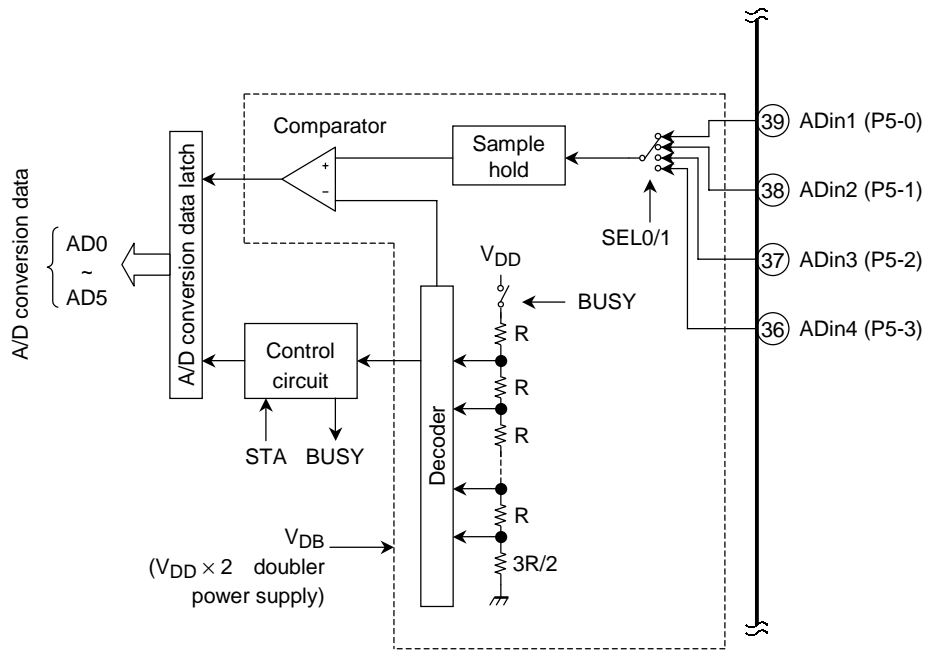 Comparator
+
−
Sample
hold
SEL0/1
39 ADin1 (P5-0)
38 ADin2 (P5-1)
37 ADin3 (P5-2)
36 ADin4 (P5-3)
A/D conversion data
AD0
~
AD5
A/D conversion data latch
Control
circuit
STA BUSY
Decoder
VDD
BUSY
R
R
R
R
3R/2
VDB
(VDD × 2 doubler
power supply)